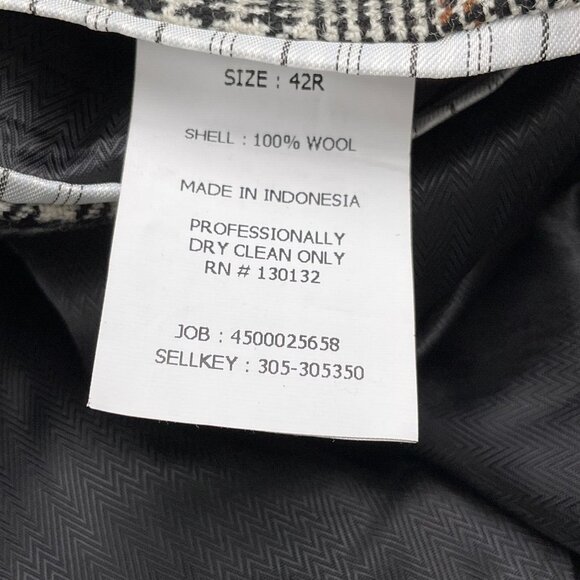 SIZE : 42R
SHELL : 100% WOOL
MADE IN INDONESIA
PROFESSIONALLY
DRY CLEAN ONLY
RN # 130132
JOB : 4500025658
SELLKEY : 305-305350